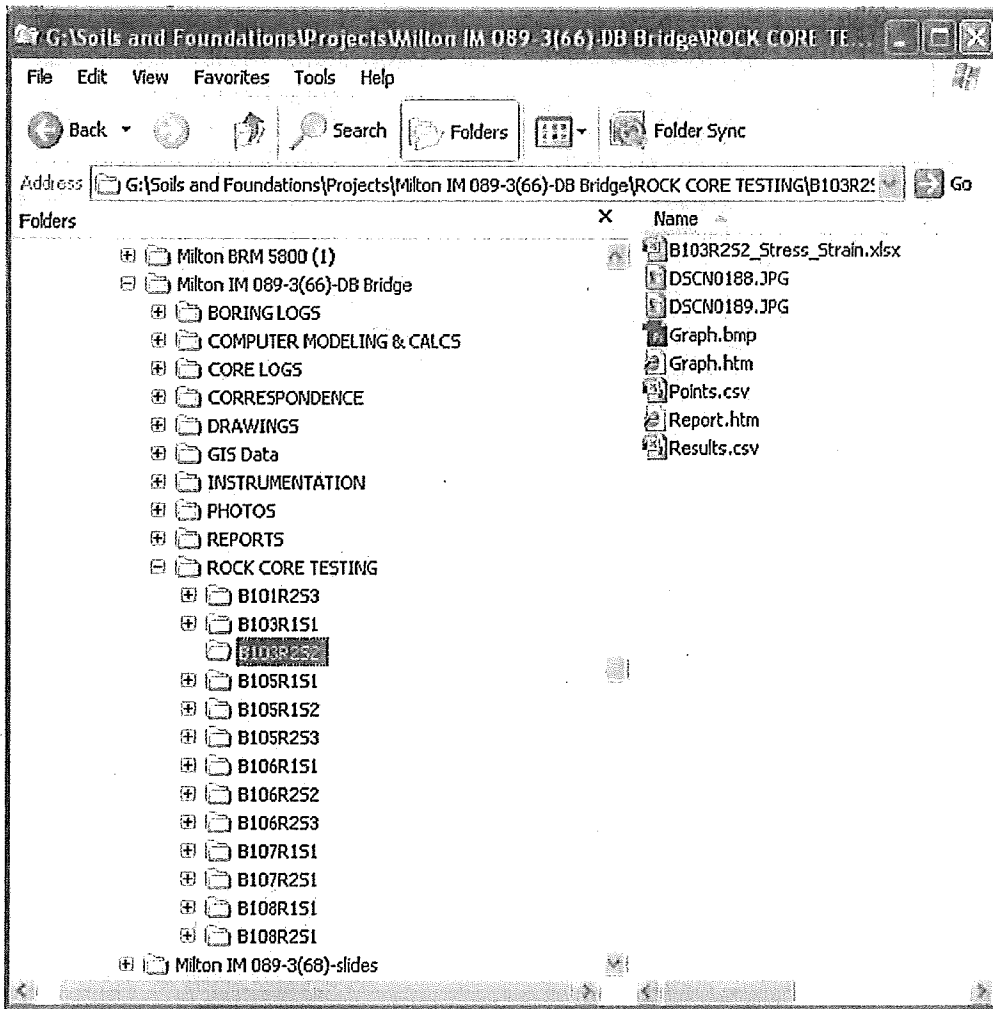 G:\Soils and Foundations\Projects\Milton IM 089-3(66)-DB Bridge\ROCK CORE TE...
File Edit View Favorites Tools Help
Back Search Folders Folder Sync
Address G:\Soils and Foundations\Projects\Milton IM 089-3(66)-DB Bridge\ROCK CORE TESTING\B103R2S Go
Folders x Name
Milton BRM 5800 (1)
Milton IM 089-3(66)-DB Bridge
BORING LOGS
COMPUTER MODELING & CALCS
CORE LOGS
CORRESPONDENCE
DRAWINGS
GIS Data
INSTRUMENTATION
PHOTOS
REPORTS
ROCK CORE TESTING
B101R2S3
B103R1S1
B103R2S2
B105R1S1
B105R1S2
B105R2S3
B106R1S1
B106R2S2
B106R2S3
B107R1S1
B107R2S1
B108R1S1
B108R2S1
Milton IM 089-3(68)-slides
B103R2S2_Stress_Strain.xlsx
DSCN0188.JPG
DSCN0189.JPG
Graph.bmp
Graph.htm
Points.csv
Report.htm
Results.csv